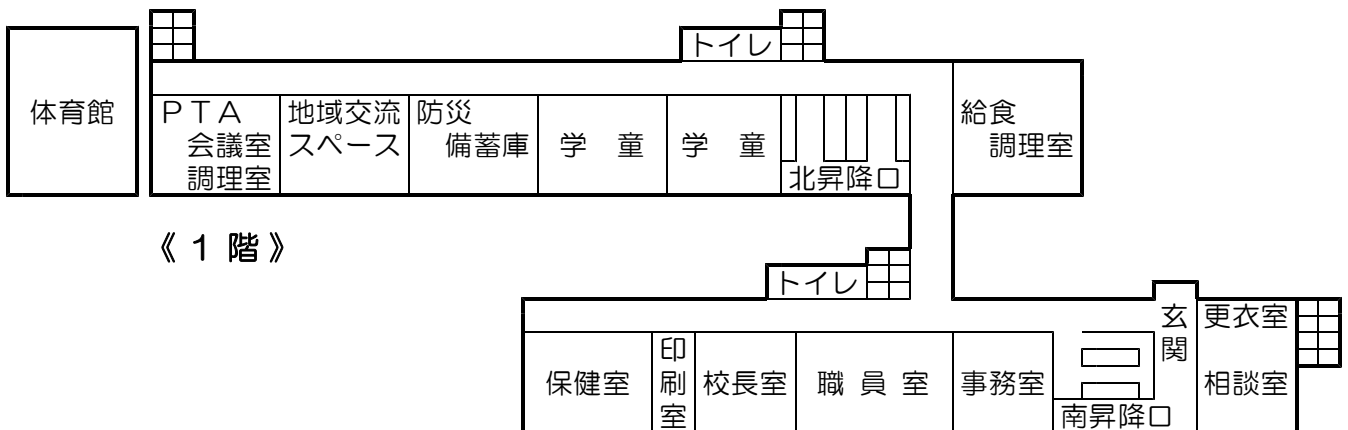 トイレ
体育館
ＰＴＡ
会議室
調理室
地域交流
スペース
防災
備蓄庫
学　童
学　童
北昇降口
給食
調理室
《 １ 階 》
トイレ
保健室
印
刷
室
校長室
職 員 室
事務室
南昇降口
玄
関
更衣室
相談室